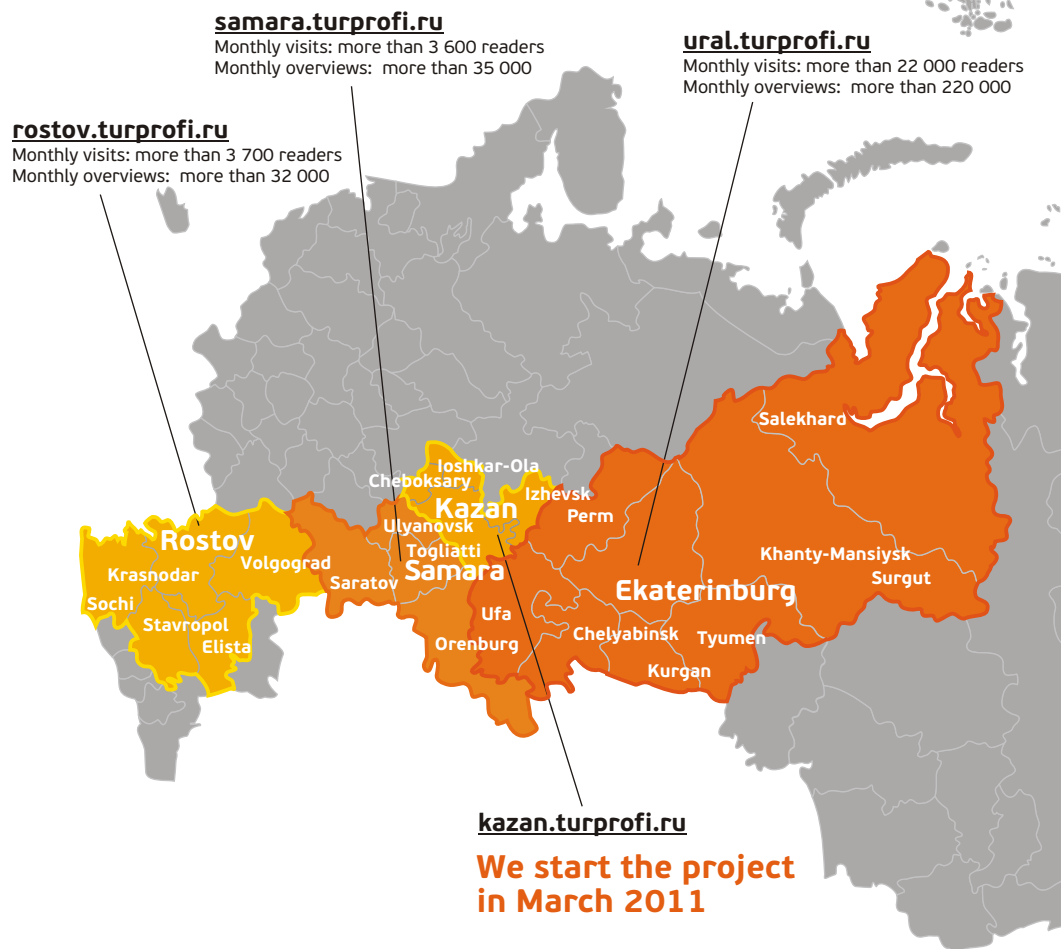 samara.turprofi.ru
Monthly visits: more than 3 600 readers
Monthly overviews: more than 35 000
ural.turprofi.ru
Monthly visits: more than 22 000 readers
Monthly overviews: more than 220 000
rostov.turprofi.ru
Monthly visits: more than 3 700 readers
Monthly overviews: more than 32 000
Salekhard
Ioshkar-Ola
Cheboksary
Izhevsk
Kazan
Perm
Ulyanovsk
Rostov
Togliatti
Khanty-Mansiysk
Volgograd
Samara
Krasnodar
Saratov
Surgut
Ekaterinburg
Sochi
Ufa
Stavropol
Chelyabinsk
Tyumen
Elista
Orenburg
Kurgan
kazan.turprofi.ru
We start the project
in March 2011